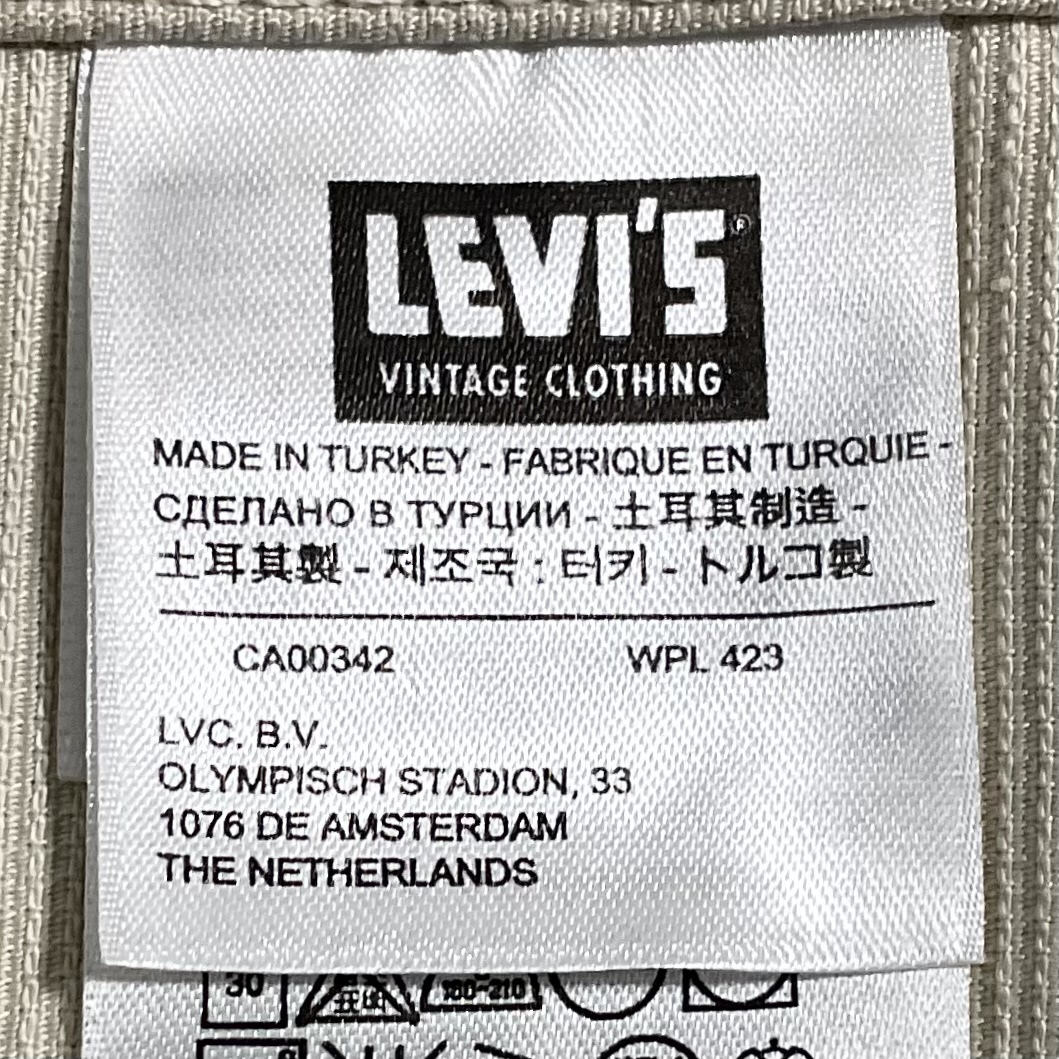 LEVI'S®
VINTAGE CLOTHING
MADE IN TURKEY - FABRIQUE EN TURQUIE -
СДЕЛАНО В ТУРЦИИ - 土耳其制造 -
土耳其製 - 제조국 : 터키 - トルコ製
CA00342 WPL 423
LVC. B.V.
OLYMPISCH STADION, 33
1076 DE AMSTERDAM
THE NETHERLANDS
30 180-210